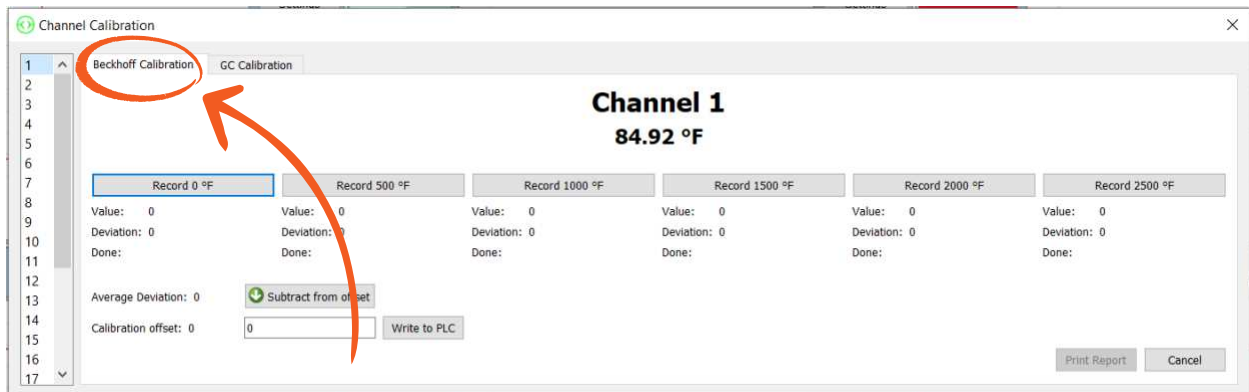 Channel Calibration
Beckhoff Calibration GC Calibration
1
2
3
4
5
6
7
8
9
10
11
12
13
14
15
16
17
Channel 1
84.92 °F
Record 0 °F Record 500 °F Record 1000 °F Record 1500 °F Record 2000 °F Record 2500 °F
Value: 0 Value: 0 Value: 0 Value: 0 Value: 0 Value: 0
Deviation: 0 Deviation: 0 Deviation: 0 Deviation: 0 Deviation: 0 Deviation: 0
Done: Done: Done: Done: Done: Done:
Average Deviation: 0 Subtract from offset
Calibration offset: 0 0 Write to PLC
Print Report Cancel